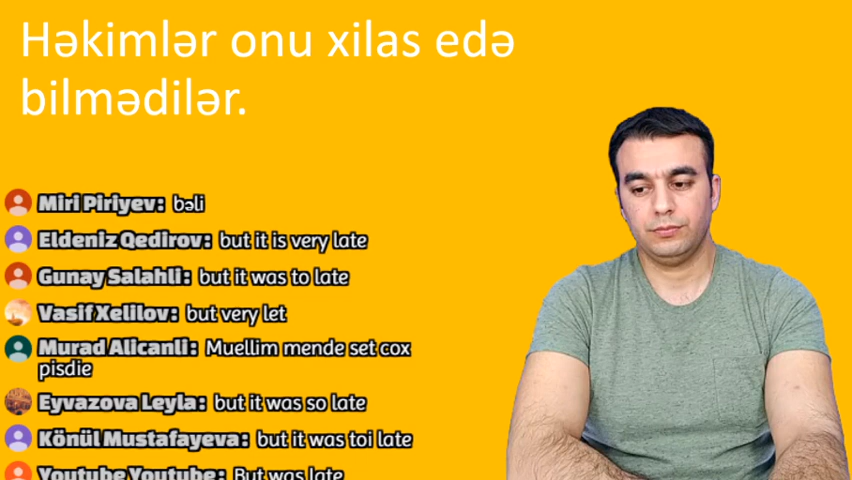 Həkimlər onu xilas edə
bilmədilər.
Miri Piriyev: bəli
Eldeniz Qedirov: but it is very late
Gunay Salahli: but it was to late
Vasif Xelilov: but very let
Murad Alicanli: Muellim mende set cox
pisdie
Eyvazova Leyla: but it was so late
Könül Mustafayeva: but it was toi late
Youtube Youtube: But was late